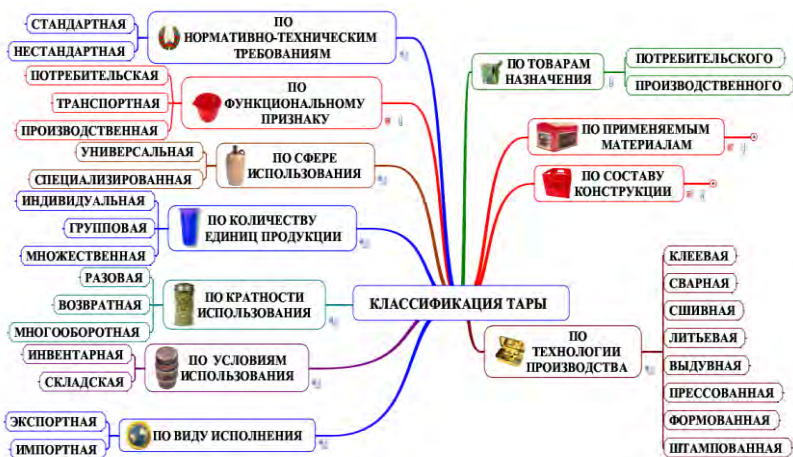 СТАНДАРТНАЯ
НЕСТАНДАРТНАЯ
ПО
НОРМАТИВНО-ТЕХНИЧЕСКИМ
ТРЕБОВАНИЯМ
ПОТРЕБИТЕЛЬСКАЯ
ТРАНСПОРТНАЯ
ПРОИЗВОДСТВЕННАЯ
ПО
ФУНКЦИОНАЛЬНОМУ
ПРИЗНАКУ
УНИВЕРСАЛЬНАЯ
СПЕЦИАЛИЗИРОВАННАЯ
ПО СФЕРЕ
ИСПОЛЬЗОВАНИЯ
ИНДИВИДУАЛЬНАЯ
ГРУППОВАЯ
МНОЖЕСТВЕННАЯ
ПО КОЛИЧЕСТВУ
ЕДИНИЦ ПРОДУКЦИИ
РАЗОВАЯ
ВОЗВРАТНАЯ
МНОГООБОРОТНАЯ
ПО КРАТНОСТИ
ИСПОЛЬЗОВАНИЯ
ИНВЕНТАРНАЯ
СКЛАДСКАЯ
ПО УСЛОВИЯМ
ИСПОЛЬЗОВАНИЯ
ЭКСПОРТНАЯ
ИМПОРТНАЯ
ПО ВИДУ ИСПОЛНЕНИЯ
КЛАССИФИКАЦИЯ ТАРЫ
ПО ТОВАРАМ
НАЗНАЧЕНИЯ
ПОТРЕБИТЕЛЬСКОГО
ПРОИЗВОДСТВЕННОГО
ПО ПРИМЕНЯЕМЫМ
МАТЕРИАЛАМ
ПО СОСТАВУ
КОНСТРУКЦИИ
ПО
ТЕХНОЛОГИИ
ПРОИЗВОДСТВА
КЛЕЕВАЯ
СВАРНАЯ
СШИВНАЯ
ЛИТЬЕВАЯ
ВЫДУВНАЯ
ПРЕССОВАННАЯ
ФОРМОВАННАЯ
ШТАМПОВАННАЯ